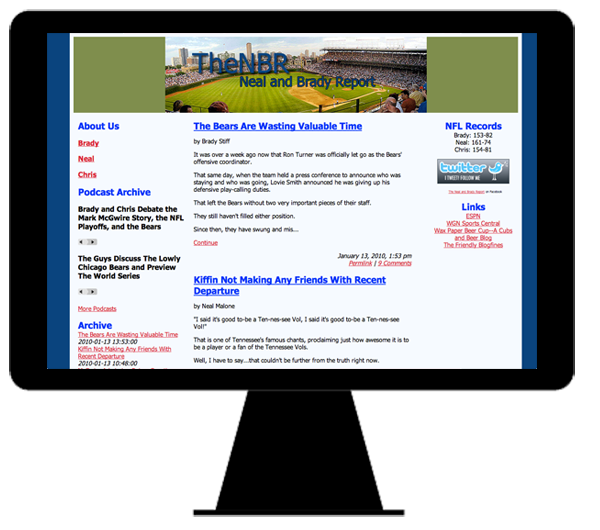 TheNBR
Neal and Brady Report
About Us
Brady
Neal
Chris
Podcast Archive
Brady and Chris Debate the
Mark McGwire Story, the NFL
Playoffs, and the Bears
The Guys Discuss The Lowly
Chicago Bears and Preview
The World Series
More Podcasts
Archive
The Bears Are Wasting Valuable Time
2010-01-13 13:53:00
Kiffin Not Making Any Friends With
Recent Departure
2010-01-13 10:48:00
The Bears Are Wasting Valuable Time
by Brady Stiff
It was over a week ago now that Ron Turner was officially let go as the Bears'
offensive coordinator.
That same day, when the team held a press conference to announce who was
staying and who was going, Lovie Smith announced he was giving up his
defensive play-calling duties.
That left the Bears without two very important pieces of their staff.
They still haven't filled either position.
Since then, they have swung and mis...
Continue
January 13, 2010, 1:53 pm
Permlink | 9 Comments
Kiffin Not Making Any Friends With Recent
Departure
by Neal Malone
"I said it's good-to-be a Ten-nes-see Vol, I said it's good-to-be a Ten-nes-see
Vol!"
That is one of Tennessee's famous chants, proclaiming just how awesome it is to
be a player or a fan of the Tennessee Vols.
Well, I have to say...that couldn't be further from the truth right now.
NFL Records
Brady: 153-82
Neal: 161-74
Chris: 154-81
twitter
I TWEET FOLLOW ME
The Neal and Brady Report on Facebook
Links
ESPN
WGN Sports Central
Wax Paper Beer Cup--A Cubs
and Beer Blog
The Friendly Blogfines